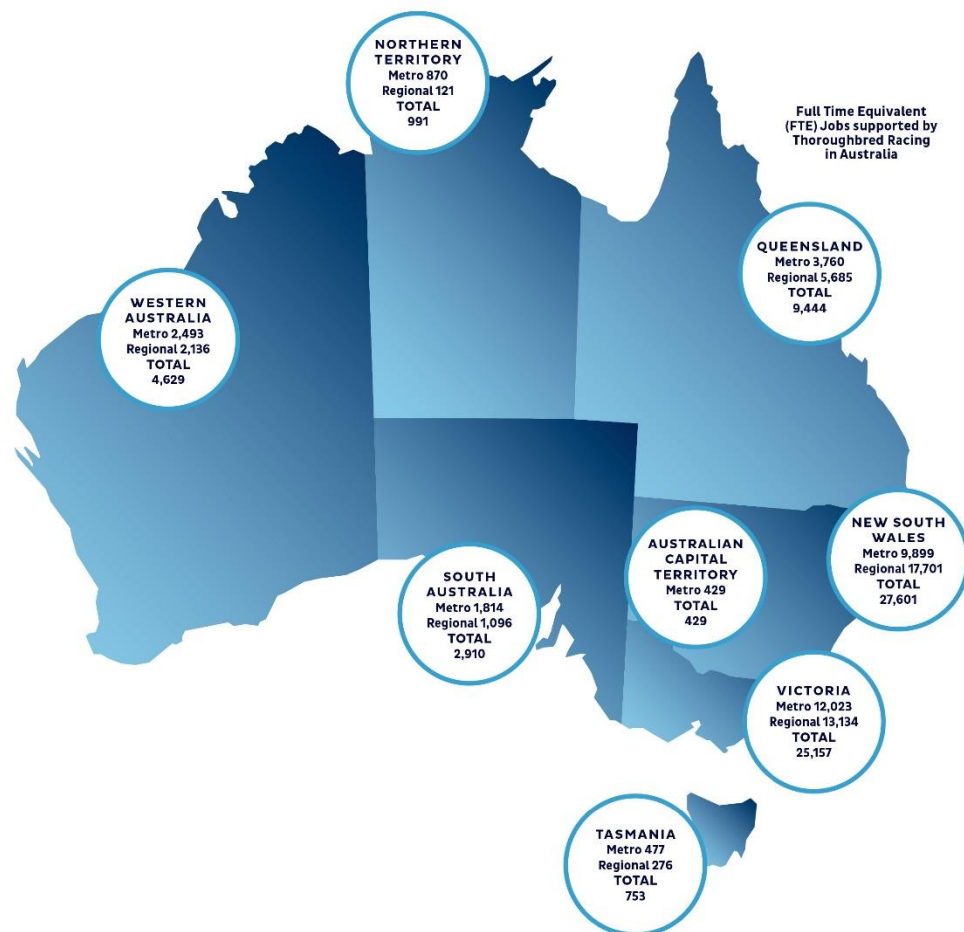 NORTHERN
TERRITORY
Metro 870
Regional 121
TOTAL
991
Full Time Equivalent
(FTE) Jobs supported by
Thoroughbred Racing
in Australia
QUEENSLAND
Metro 3,760
Regional 5,685
TOTAL
9,444
WESTERN
AUSTRALIA
Metro 2,493
Regional 2,136
TOTAL
4,629
NEW SOUTH
WALES
Metro 9,899
Regional 17,701
TOTAL
27,601
AUSTRALIAN
CAPITAL
TERRITORY
Metro 429
TOTAL
429
SOUTH
AUSTRALIA
Metro 1,814
Regional 1,096
TOTAL
2,910
VICTORIA
Metro 12,023
Regional 13,134
TOTAL
25,157
TASMANIA
Metro 477
Regional 276
TOTAL
753